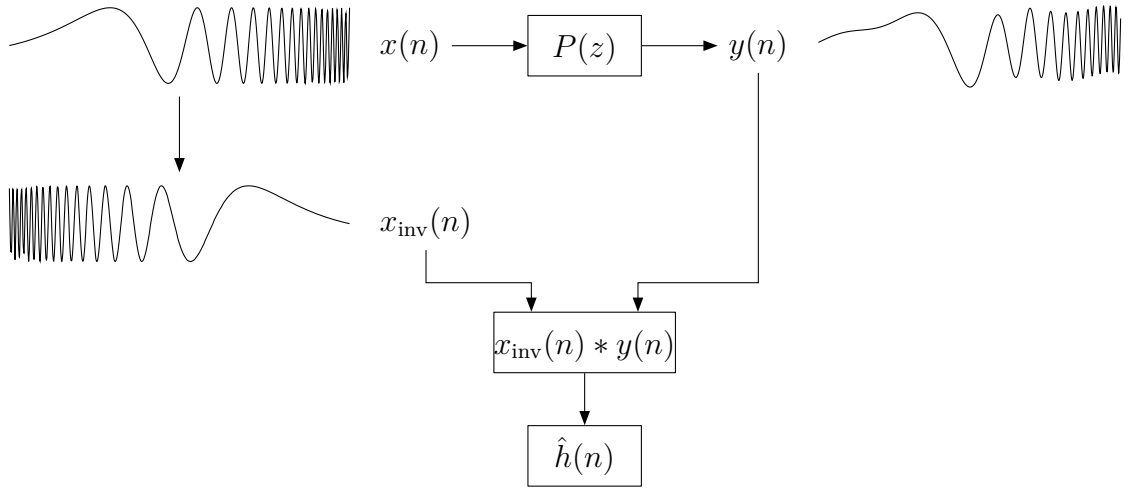 x(n)
P(z)
y(n)
x_inv(n)
x_inv(n) ∗ y(n)
ĥ(n)